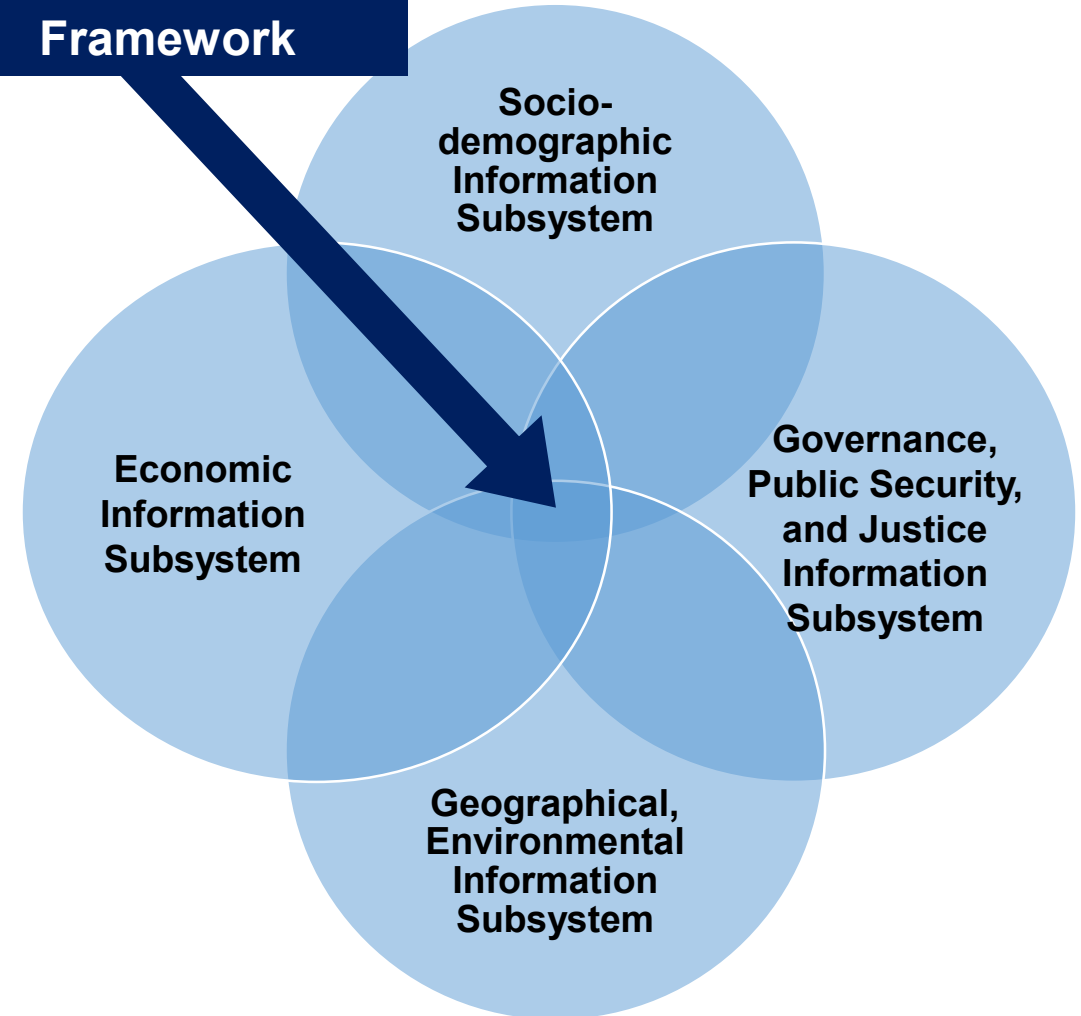 Framework
Socio-
demographic
Information
Subsystem
Economic
Information
Subsystem
Governance,
Public Security,
and Justice
Information
Subsystem
Geographical,
Environmental
Information
Subsystem